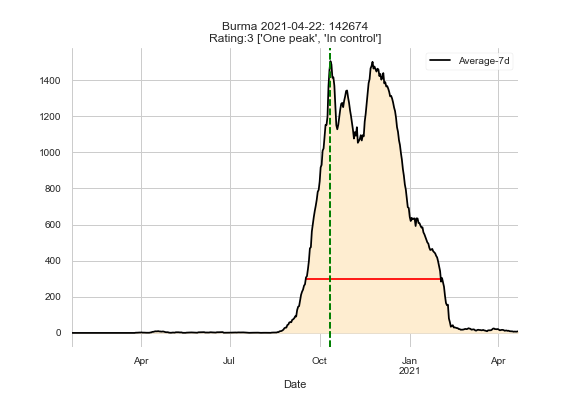 Burma 2021-04-22: 142674
Rating:3 ['One peak', 'In control']
Average-7d
1400
1200
1000
800
600
400
200
0
Apr
Jul
Oct
Jan
2021
Apr
Date